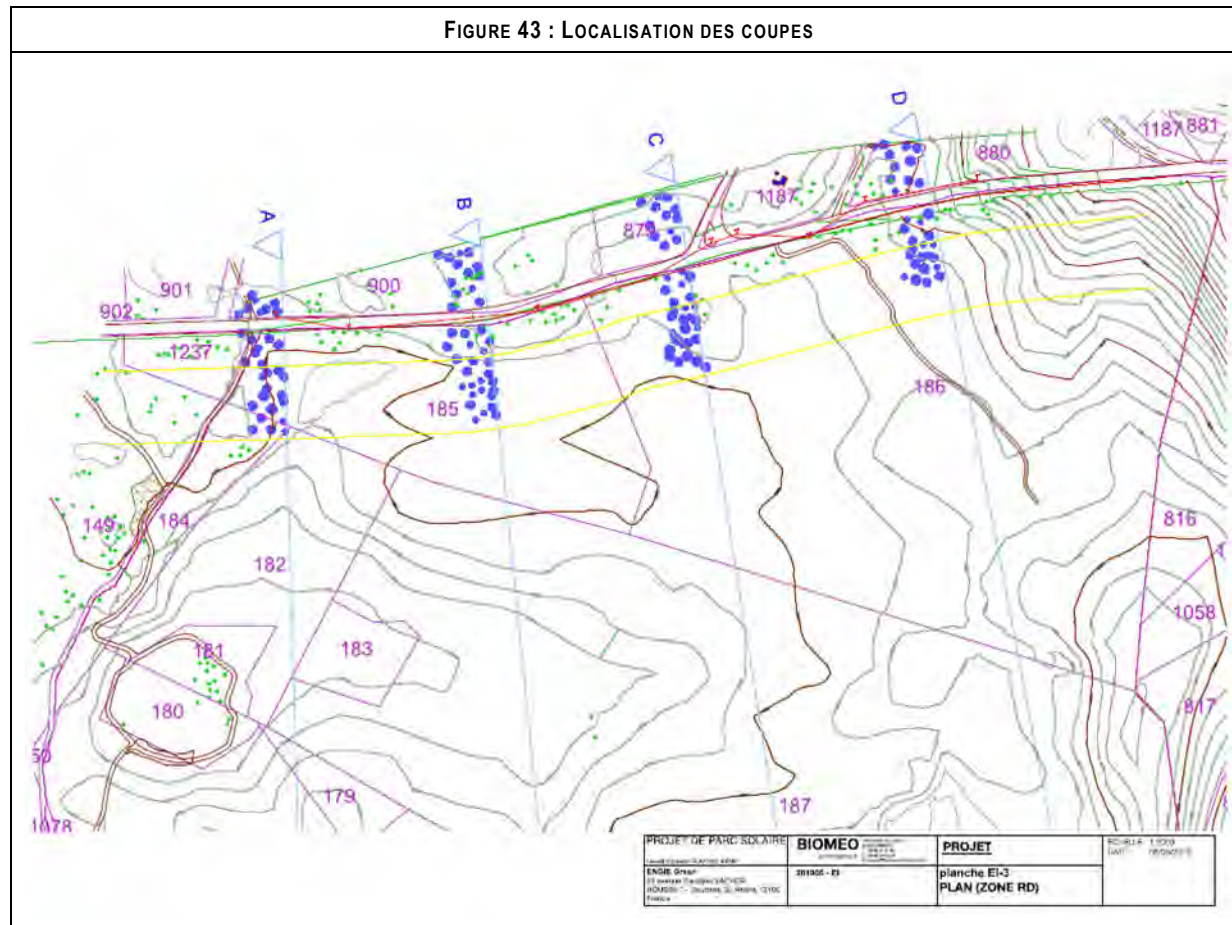 FIGURE 43 : LOCALISATION DES COUPES
D
1187
881
880
C
1187
B
A
901
900
902
1237
186
185
816
149
184
182
1058
181
183
180
817
179
187
1078
PROJET DE PARC SOLAIRE
BIOMEO
PROJET
ENGIE Green
planche EI-3
PLAN (ZONE RD)